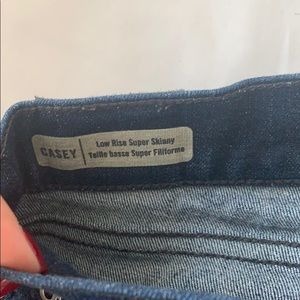 CASEY
Low Rise Super Skinny
Taille basse Super Filiforme